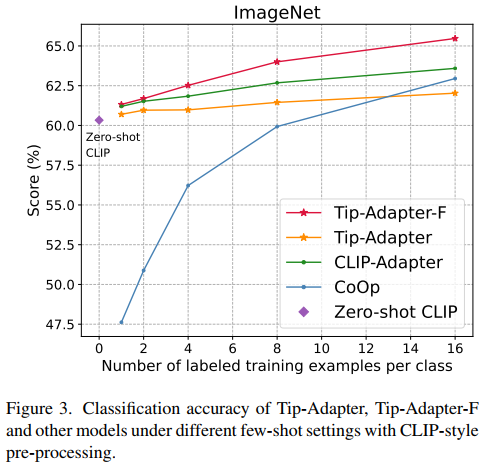 ImageNet
65.0
62.5
60.0
57.5
55.0
52.5
50.0
47.5
Score (%)
Zero-shot
CLIP
Tip-Adapter-F
Tip-Adapter
CLIP-Adapter
CoOp
Zero-shot CLIP
0 2 4 6 8 10 12 14 16
Number of labeled training examples per class
Figure 3. Classification accuracy of Tip-Adapter, Tip-Adapter-F
and other models under different few-shot settings with CLIP-style
pre-processing.